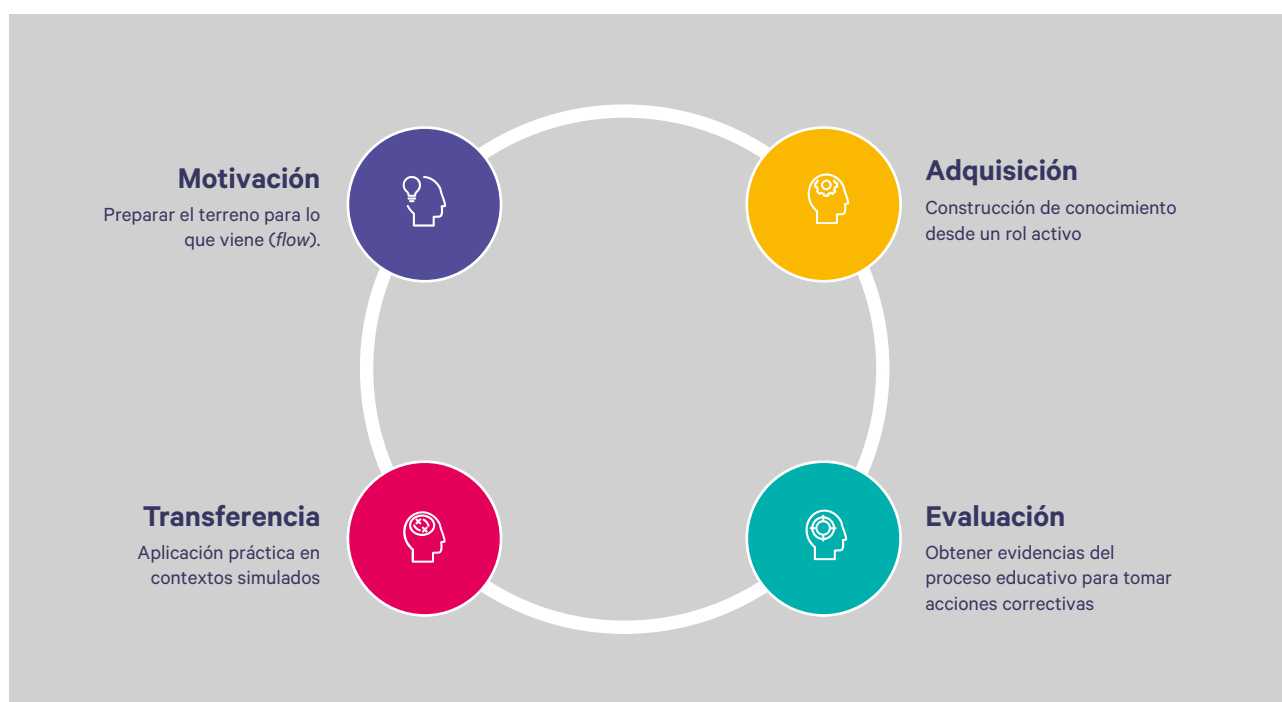 Motivación
Preparar el terreno para lo
que viene (flow).
Adquisición
Construcción de conocimiento
desde un rol activo
Transferencia
Aplicación práctica en
contextos simulados
Evaluación
Obtener evidencias del
proceso educativo para tomar
acciones correctivas